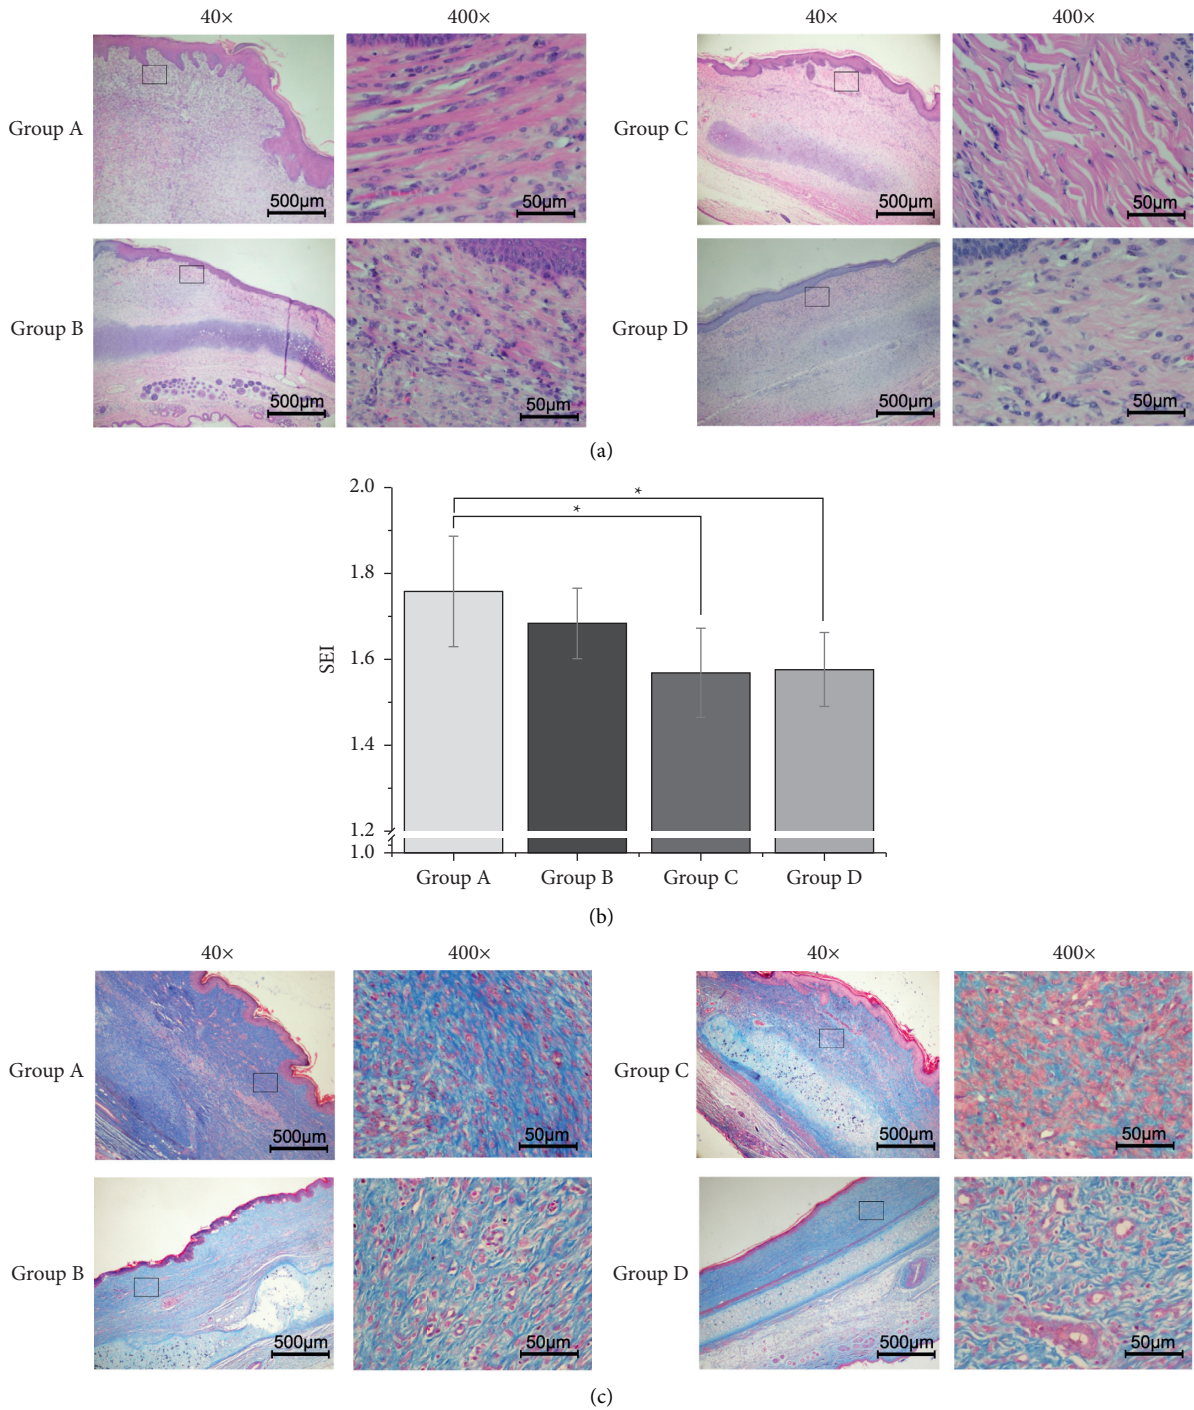 40× 400× 40× 400×
Group A 500μm 50μm Group C 500μm 50μm
Group B 500μm 50μm Group D 500μm 50μm
(a)
2.0
1.8
1.6
1.4
1.2
1.0
SEI
* *
Group A Group B Group C Group D
(b)
40× 400× 40× 400×
Group A 500μm 50μm Group C 500μm 50μm
Group B 500μm 50μm Group D 500μm 50μm
(c)